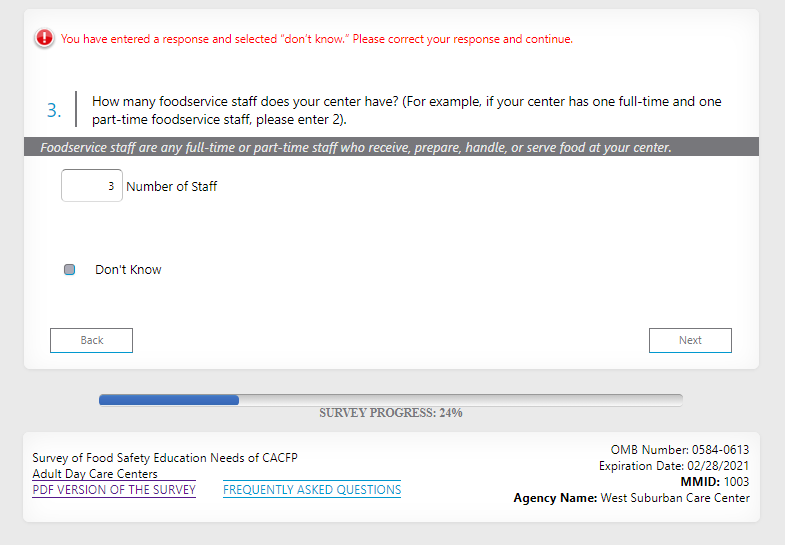 You have entered a response and selected "don't know." Please correct your response and continue.
3.
How many foodservice staff does your center have? (For example, if your center has one full-time and one
part-time foodservice staff, please enter 2).
Foodservice staff are any full-time or part-time staff who receive, prepare, handle, or serve food at your center.
3 Number of Staff
Don't Know
Back
Next
SURVEY PROGRESS: 24%
Survey of Food Safety Education Needs of CACFP
Adult Day Care Centers
PDF VERSION OF THE SURVEY
FREQUENTLY ASKED QUESTIONS
OMB Number: 0584-0613
Expiration Date: 02/28/2021
MMID: 1003
Agency Name: West Suburban Care Center